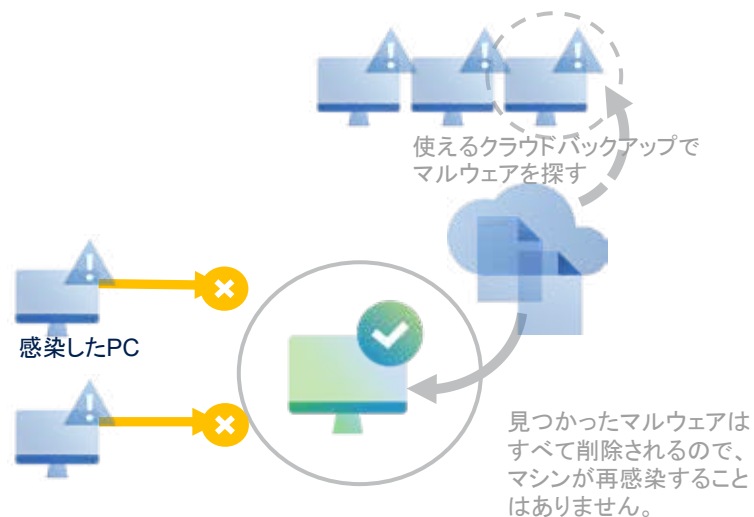 使えるクラウドバックアップで
マルウェアを探す
感染したPC
見つかったマルウェアは
すべて削除されるので、
マシンが再感染すること
はありません。